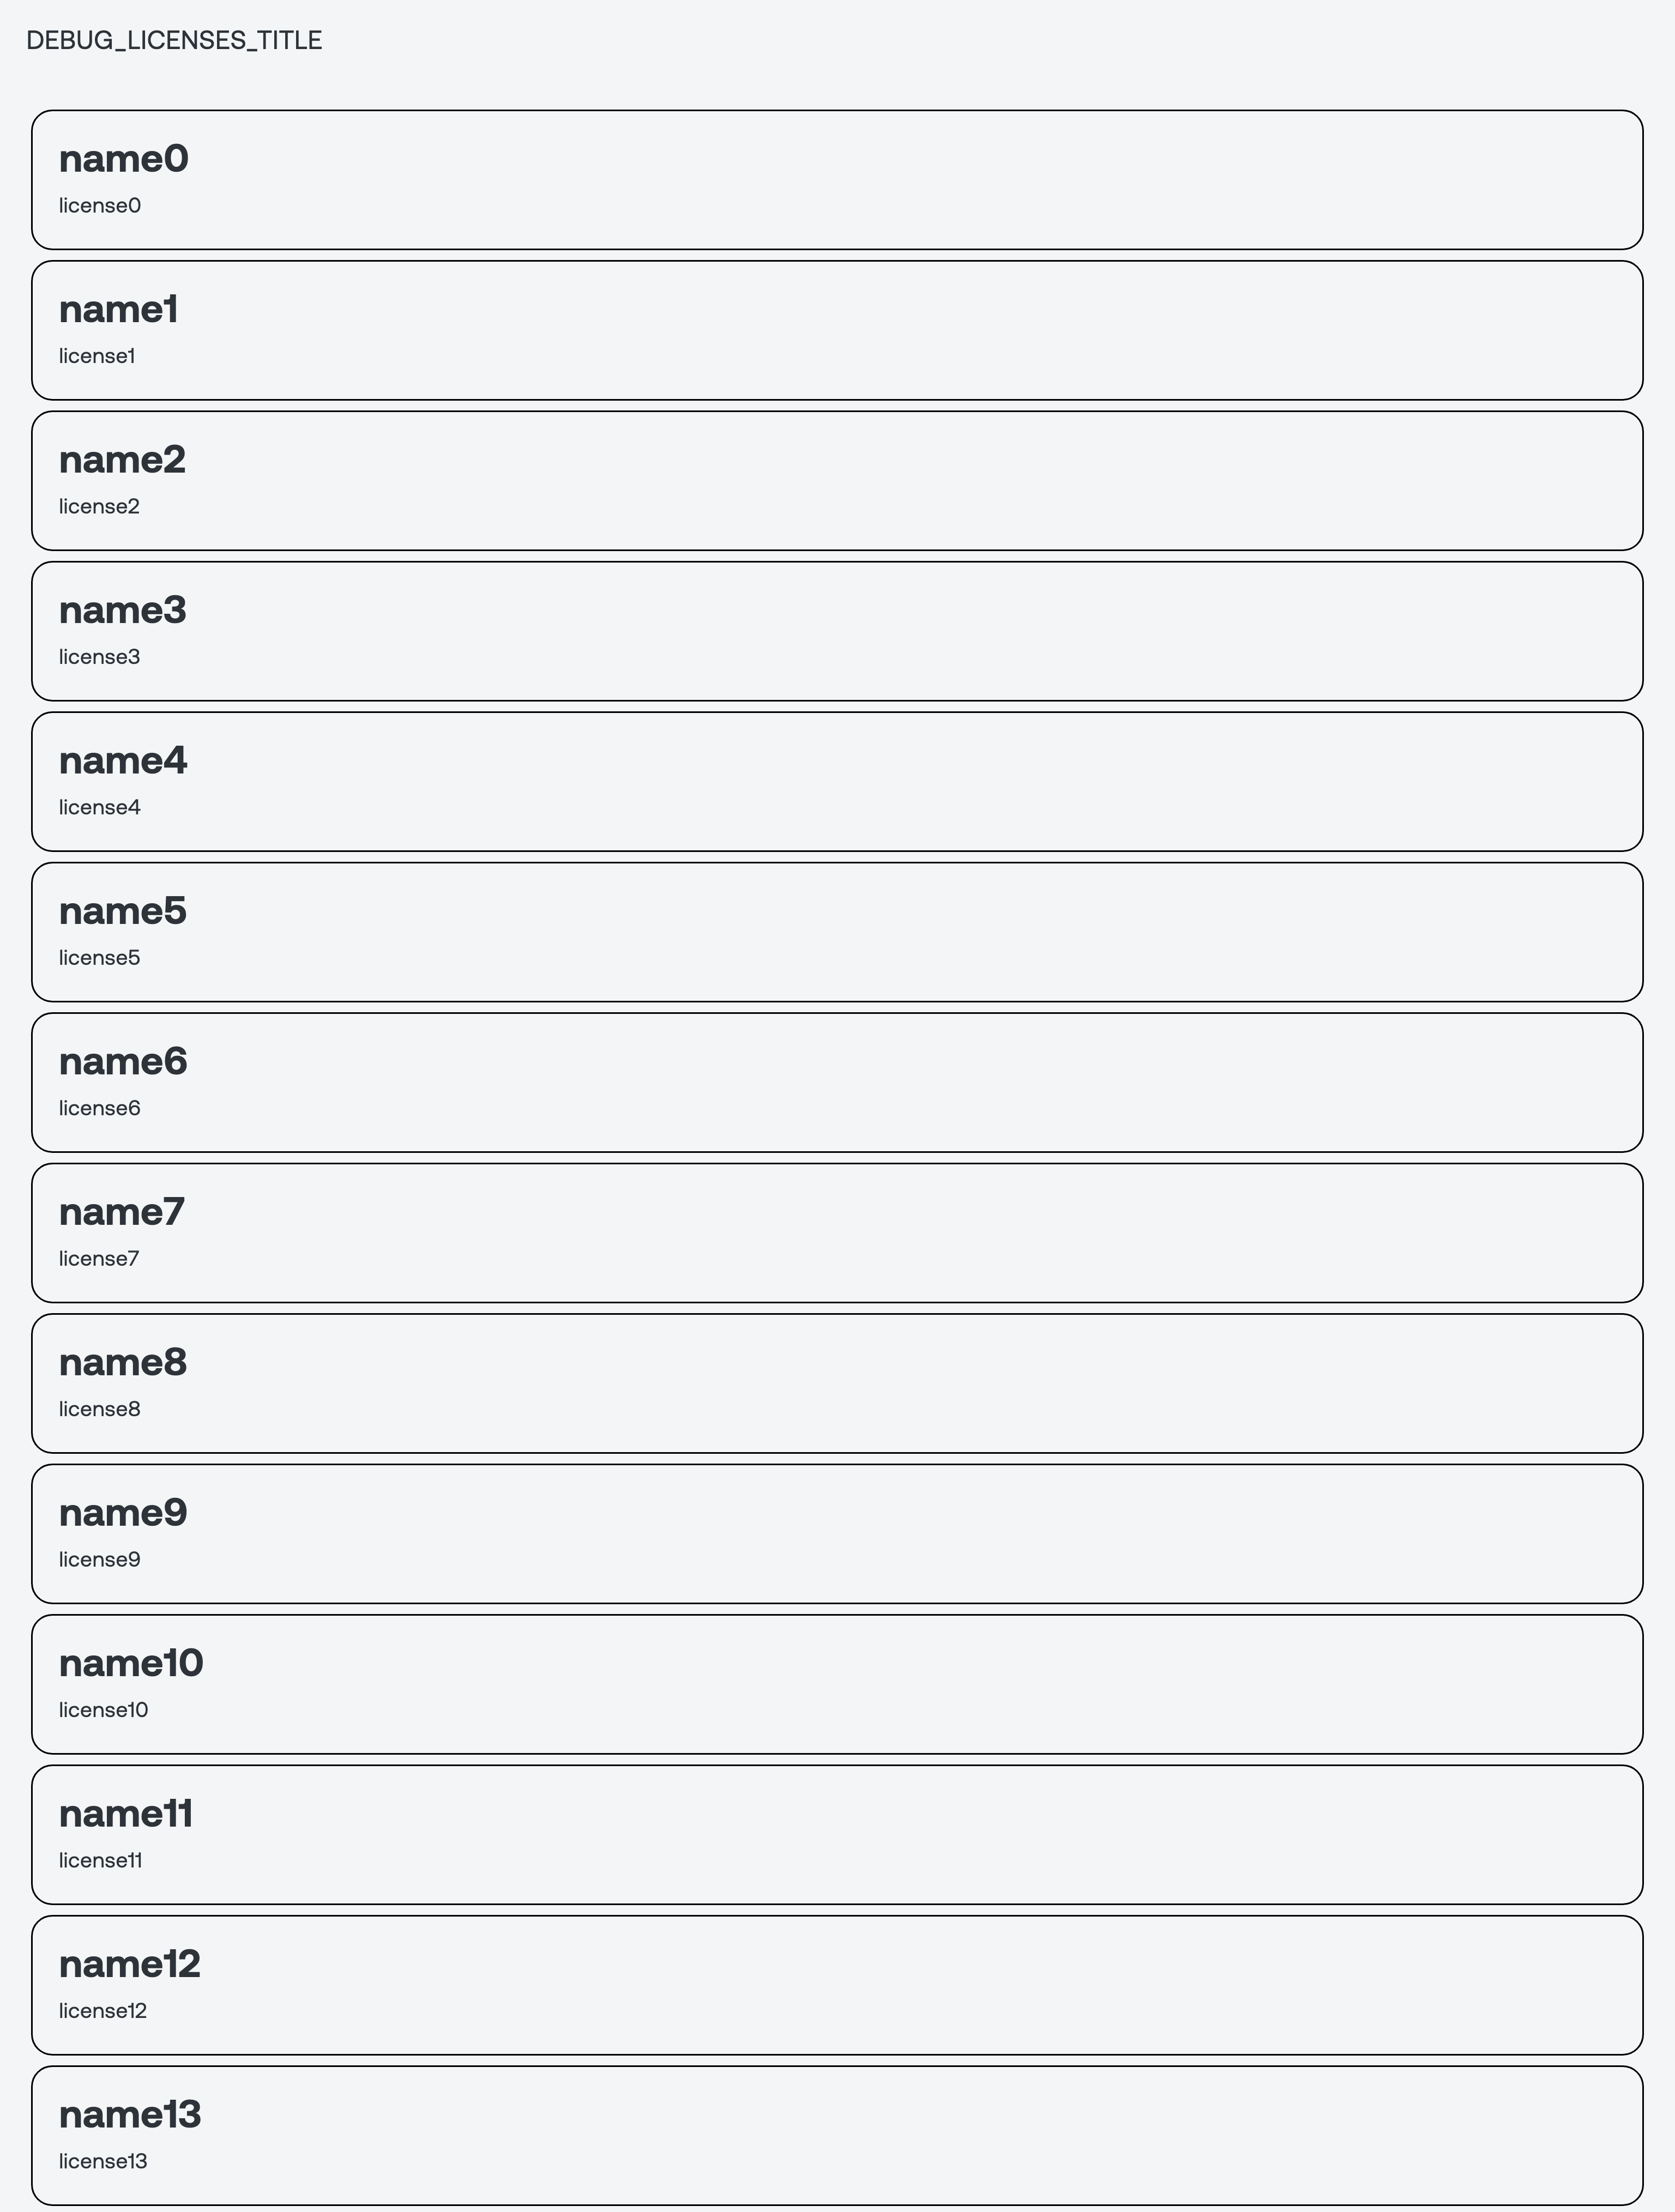 DEBUG_LICENSES_TITLE
name0
license0
name1
license1
name2
license2
name3
license3
name4
license4
name5
license5
name6
license6
name7
license7
name8
license8
name9
license9
name10
license10
name11
license11
name12
license12
name13
license13